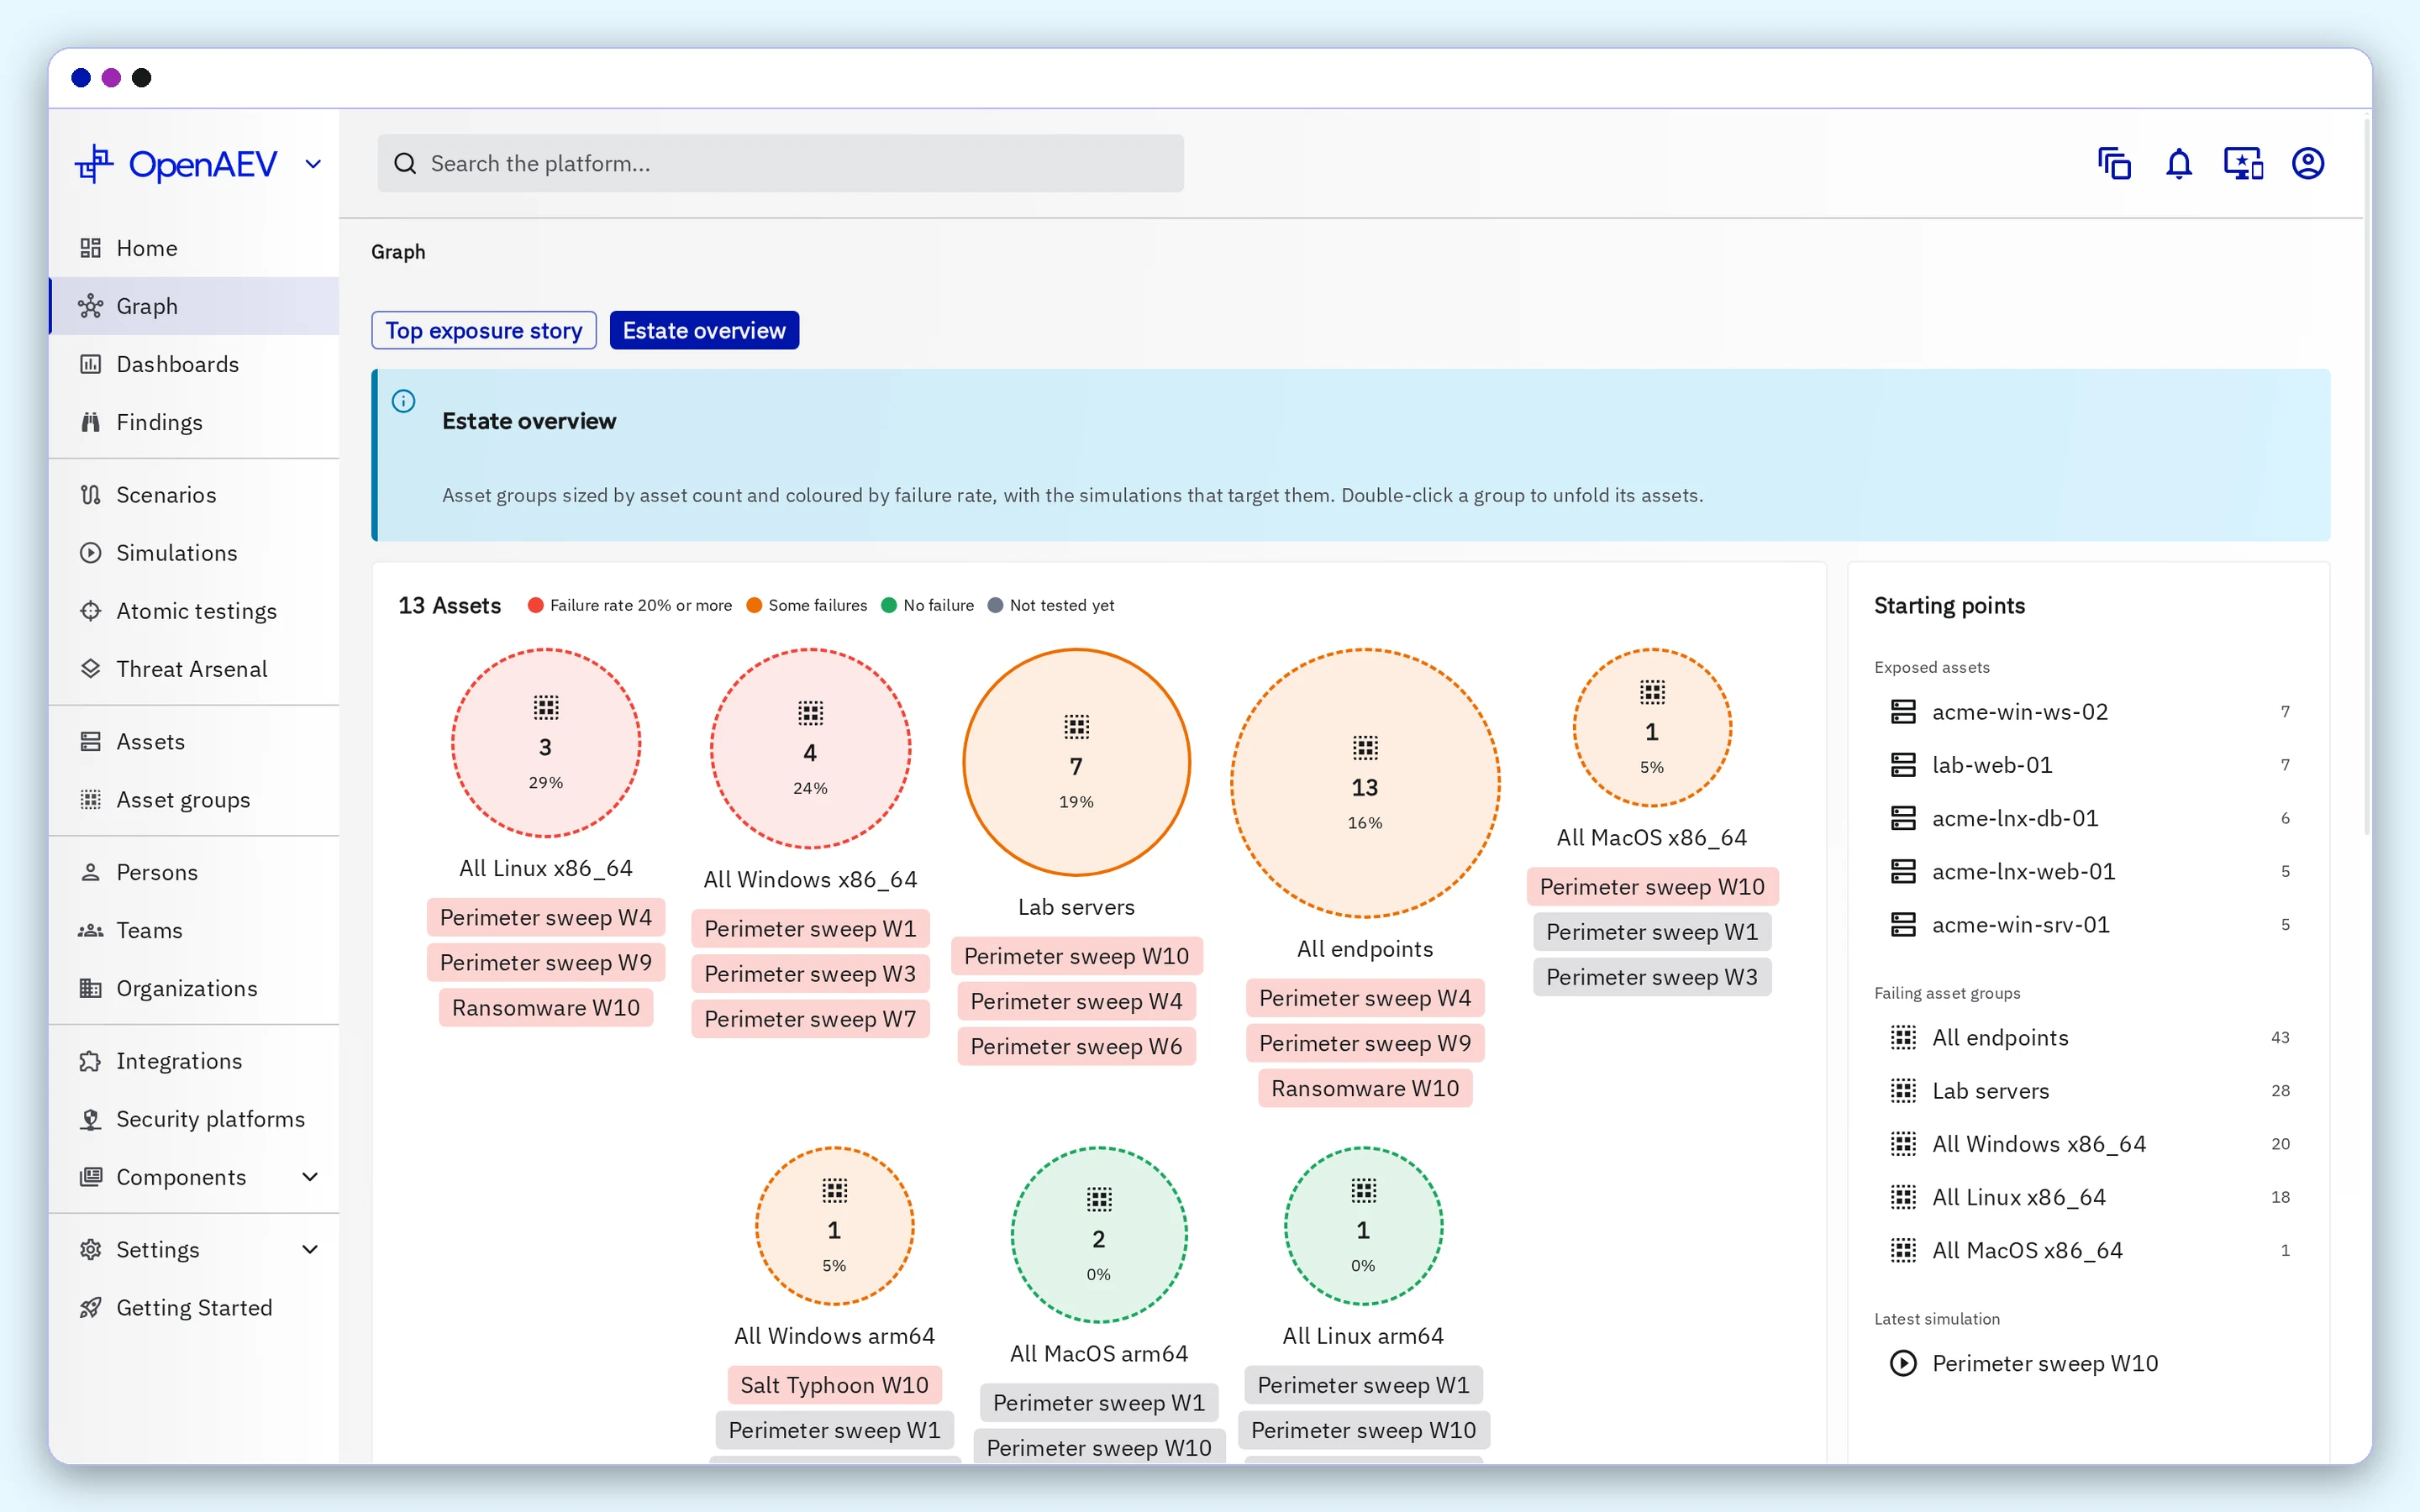 OpenAEV
Search the platform...
Home
Graph
Dashboards
Findings
Scenarios
Simulations
Atomic testings
Threat Arsenal
Assets
Asset groups
Persons
Teams
Organizations
Integrations
Security platforms
Components
Settings
Getting Started
Graph
Top exposure story
Estate overview
Estate overview
Asset groups sized by asset count and coloured by failure rate, with the simulations that target them. Double-click a group to unfold its assets.
13 Assets
Failure rate 20% or more
Some failures
No failure
Not tested yet
3
29%
All Linux x86_64
Perimeter sweep W4
Perimeter sweep W9
Ransomware W10
4
24%
All Windows x86_64
Perimeter sweep W1
Perimeter sweep W3
Perimeter sweep W7
7
19%
Lab servers
Perimeter sweep W10
Perimeter sweep W4
Perimeter sweep W6
13
16%
All endpoints
Perimeter sweep W4
Perimeter sweep W9
Ransomware W10
1
5%
All MacOS x86_64
Perimeter sweep W10
Perimeter sweep W1
Perimeter sweep W3
1
5%
All Windows arm64
Salt Typhoon W10
Perimeter sweep W1
2
0%
All MacOS arm64
Perimeter sweep W1
Perimeter sweep W10
1
0%
All Linux arm64
Perimeter sweep W1
Perimeter sweep W10
Starting points
Exposed assets
acme-win-ws-02 7
lab-web-01 7
acme-lnx-db-01 6
acme-lnx-web-01 5
acme-win-srv-01 5
Failing asset groups
All endpoints 43
Lab servers 28
All Windows x86_64 20
All Linux x86_64 18
All MacOS x86_64 1
Latest simulation
Perimeter sweep W10